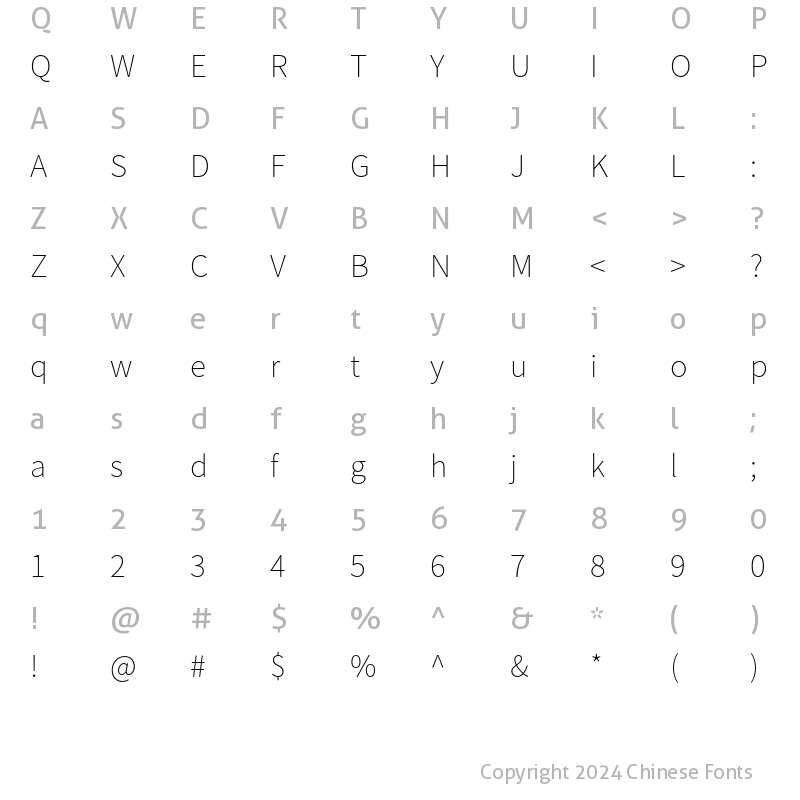 Q W E R T Y U I O P
Q W E R T Y U I O P
A S D F G H J K L :
A S D F G H J K L :
Z X C V B N M < > ?
Z X C V B N M < > ?
q w e r t y u i o p
q w e r t y u i o p
a s d f g h j k l ;
a s d f g h j k l ;
1 2 3 4 5 6 7 8 9 0
1 2 3 4 5 6 7 8 9 0
! @ # $ % ^ & * ( )
! @ # $ % ^ & * ( )
Copyright 2024 Chinese Fonts